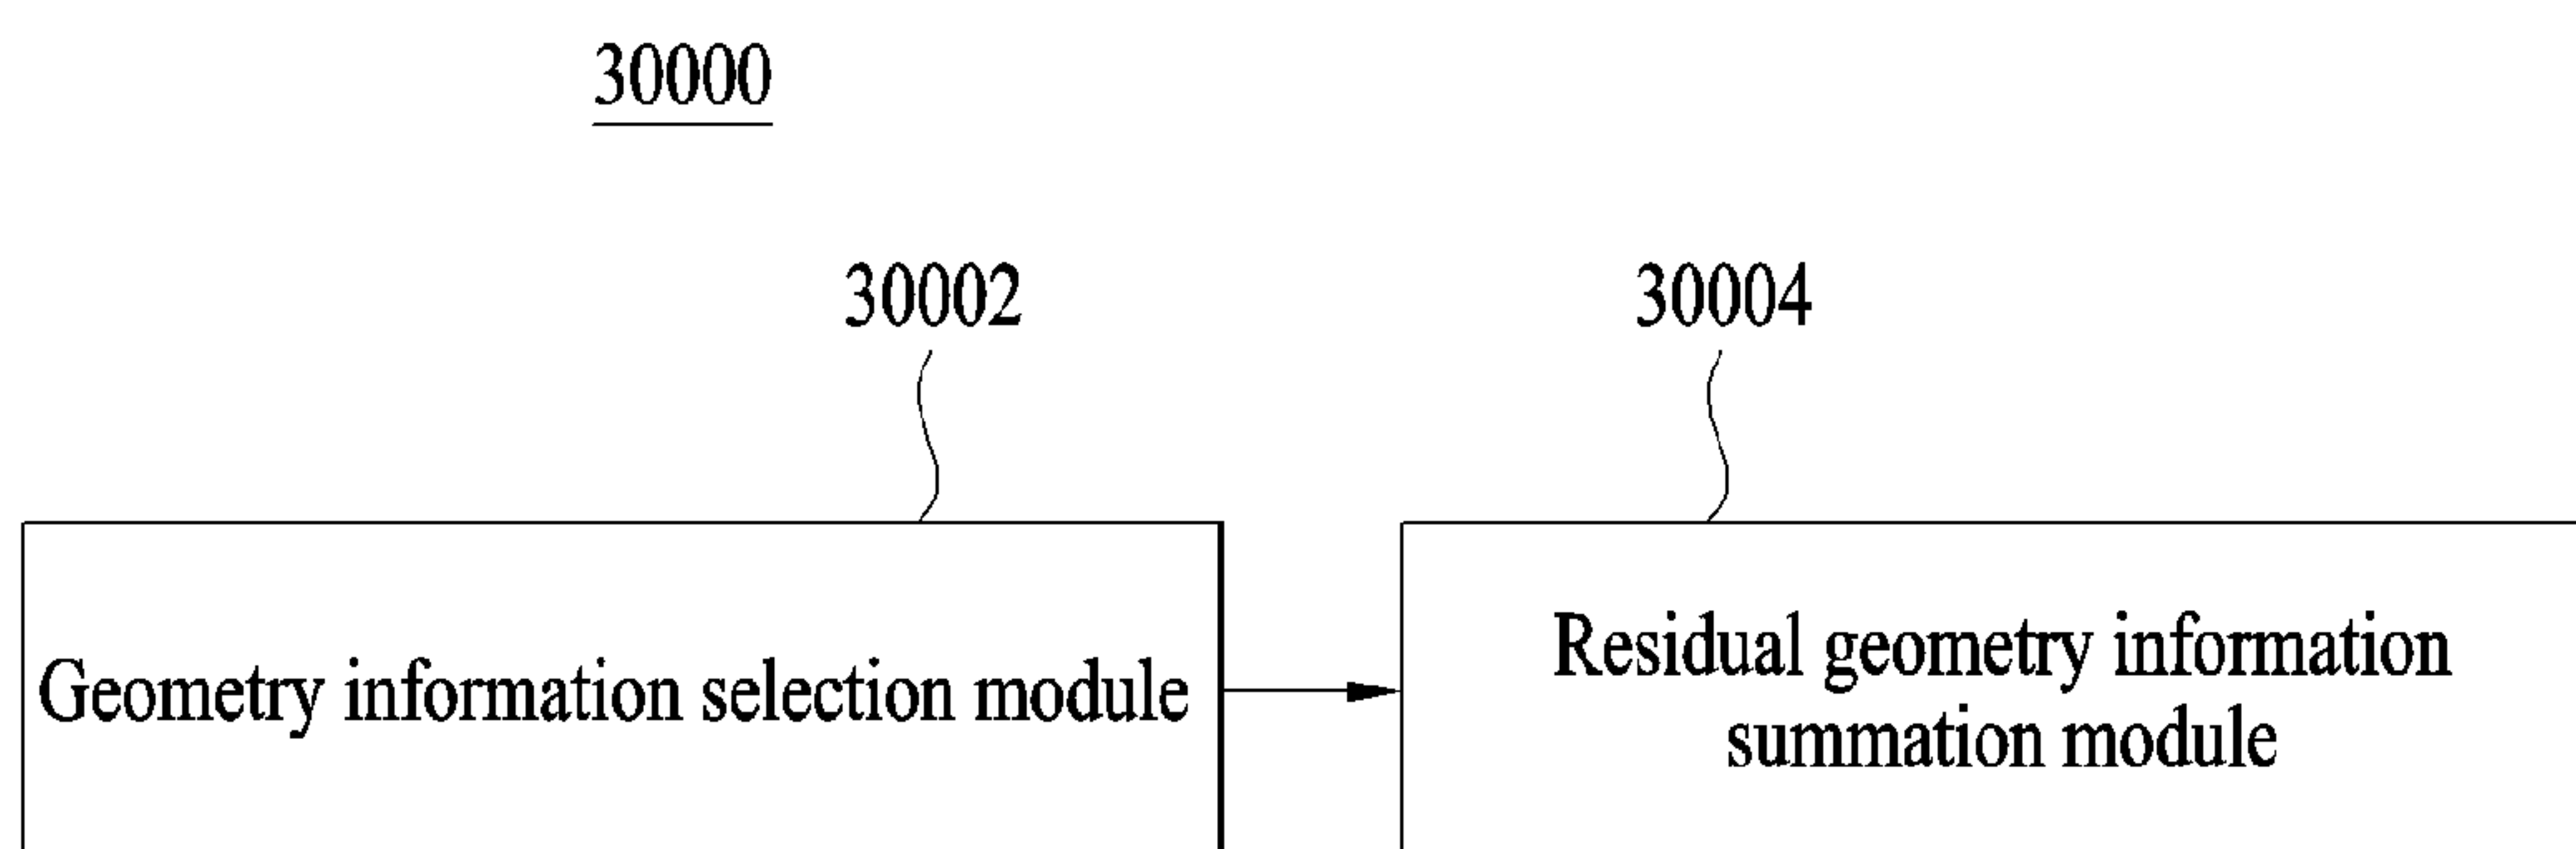 30000
30002
30004
Geometry information selection module
Residual geometry information
summation module